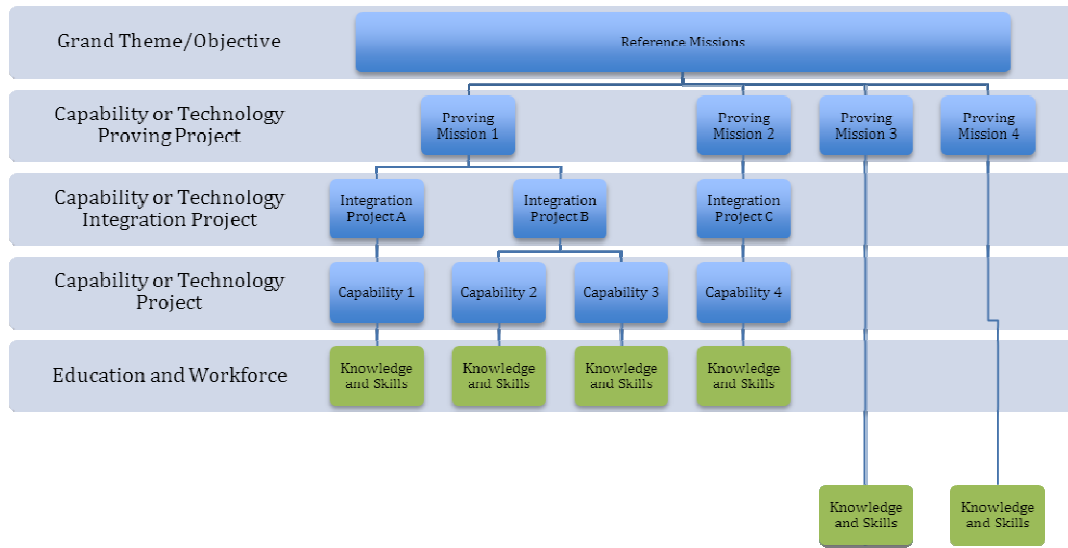 Grand Theme/Objective
Reference Missions
Capability or Technology
Proving Project
Proving
Mission 1
Proving
Mission 2
Proving
Mission 3
Proving
Mission 4
Capability or Technology
Integration Project
Integration
Project A
Integration
Project B
Integration
Project C
Capability or Technology
Project
Capability 1
Capability 2
Capability 3
Capability 4
Education and Workforce
Knowledge
and Skills
Knowledge
and Skills
Knowledge
and Skills
Knowledge
and Skills
Knowledge
and Skills
Knowledge
and Skills